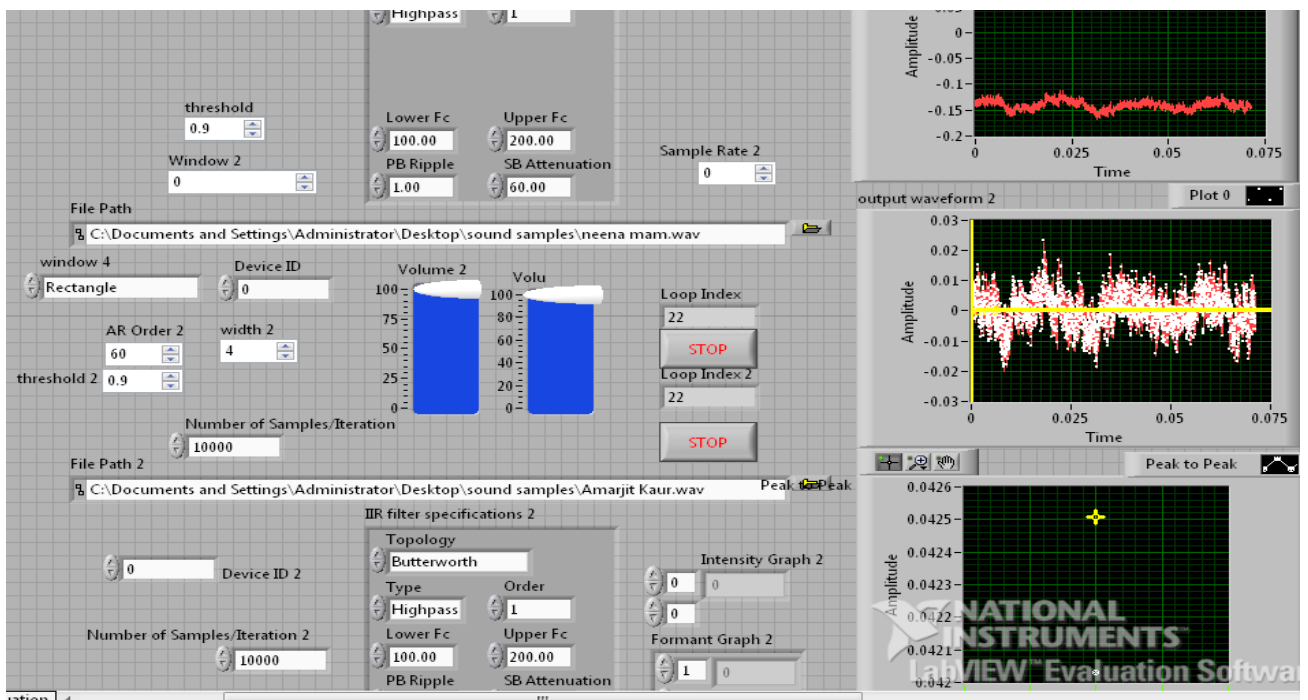 Highpass
1
threshold
0.9
Lower Fc
Upper Fc
100.00
200.00
Window 2
0
PB Ripple
SB Attenuation
1.00
60.00
Sample Rate 2
0
File Path
C:\Documents and Settings\Administrator\Desktop\sound samples\neena mam.wav
window 4
Rectangle
Device ID
0
Volume 2
100
75
50
25
0
Volu
100
80
60
40
20
0
Loop Index
22
STOP
Loop Index 2
22
STOP
AR Order 2
60
width 2
4
threshold 2
0.9
Number of Samples/Iteration
10000
File Path 2
C:\Documents and Settings\Administrator\Desktop\sound samples\Amarjit Kaur.wav
Peak to Peak
IIR filter specifications 2
Topology
Butterworth
Type
Order
Highpass
1
Lower Fc
Upper Fc
100.00
200.00
PB Ripple
SB Attenuation
0
Device ID 2
Number of Samples/Iteration 2
10000
Intensity Graph 2
0
0
0
Formant Graph 2
1
0
Amplitude
0
-0.05
-0.1
-0.15
-0.2
0
0.025
0.05
0.075
Time
output waveform 2
Plot 0
Amplitude
0.03
0.02
0.01
0
-0.01
-0.02
-0.03
0
0.025
0.05
0.075
Time
Peak to Peak
Amplitude
0.0426
0.0425
0.0424
0.0423
0.0422
0.0421
0.042
NATIONAL
INSTRUMENTS
LabVIEW™ Evaluation Softwa